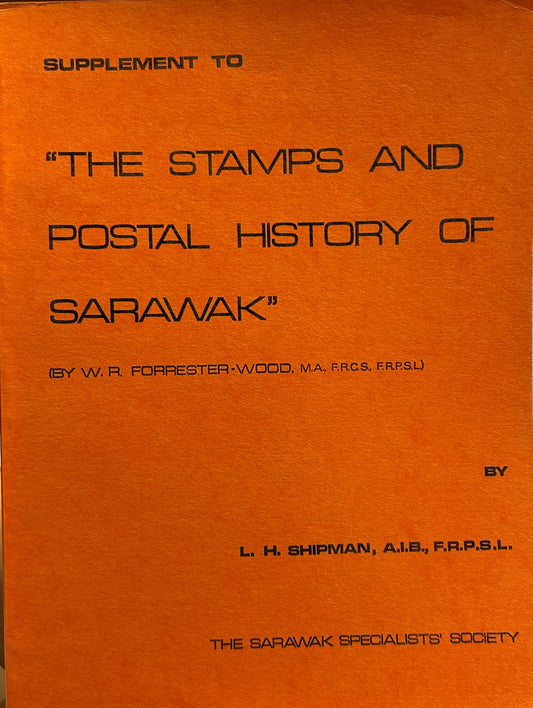 SUPPLEMENT TO
"THE STAMPS AND
POSTAL HISTORY OF
SARAWAK"
(BY W. R. FORRESTER-WOOD, M.A., F.R.C.S., F.R.P.S.L.)
BY
L. H. SHIPMAN, A.I.B., F.R.P.S.L.
THE SARAWAK SPECIALISTS' SOCIETY